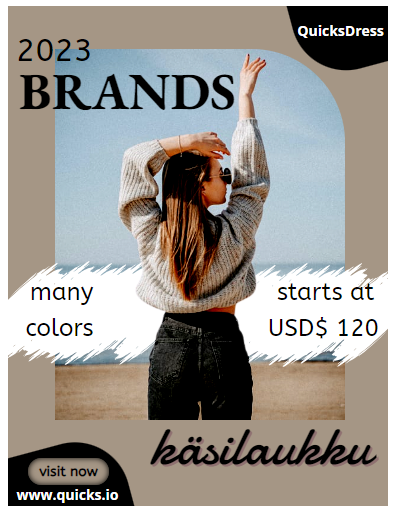 QuicksDress
2023
BRANDS
many
colors
starts at
USD$ 120
käsilaukku
visit now
www.quicks.io